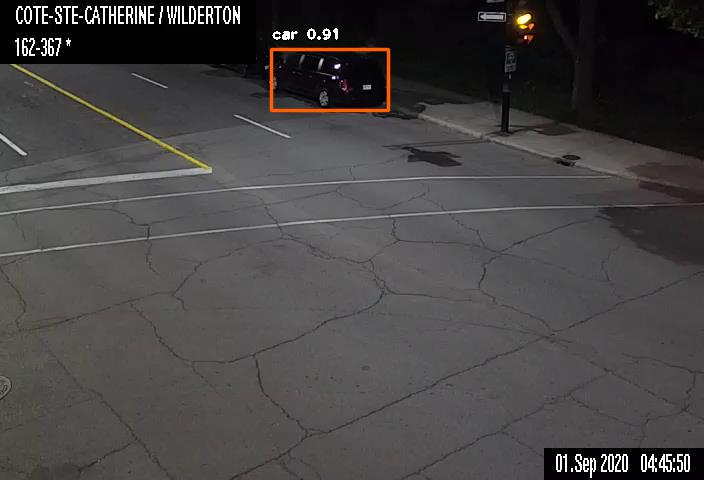 COTE-STE-CATHERINE / WILDERTON
162-367 *
car 0.91
01.Sep 2020 04:45:50